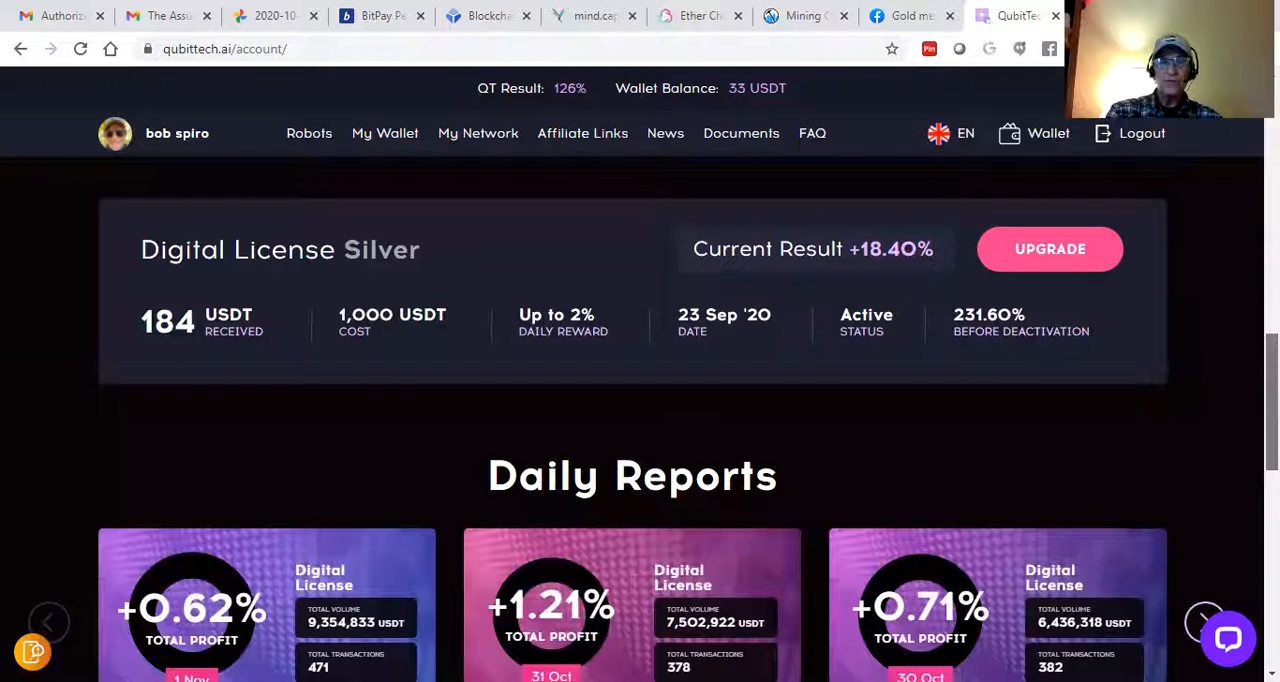 Authoriz
The Assu
2020-10-
BitPay Pe
Blockcha
mind.cap
Ether Ch
Mining C
Gold me
QubitTec
qubittech.ai/account/
Pin
QT Result: 126% Wallet Balance: 33 USDT
bob spiro Robots My Wallet My Network Affiliate Links News Documents FAQ EN Wallet Logout
Digital License Silver Current Result +18.40% UPGRADE
184 USDT RECEIVED
1,000 USDT COST
Up to 2% DAILY REWARD
23 Sep '20 DATE
Active STATUS
231.60% BEFORE DEACTIVATION
Daily Reports
+0.62%
TOTAL PROFIT
1 Nov
Digital
License
TOTAL VOLUME
9,354,833 USDT
TOTAL TRANSACTIONS
471
+1.21%
TOTAL PROFIT
31 Oct
Digital
License
TOTAL VOLUME
7,502,922 USDT
TOTAL TRANSACTIONS
378
+0.71%
TOTAL PROFIT
30 Oct
Digital
License
TOTAL VOLUME
6,436,318 USDT
TOTAL TRANSACTIONS
382